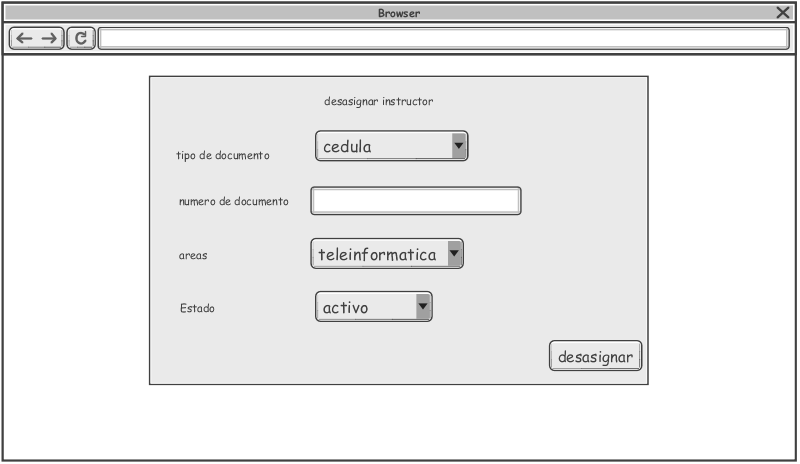 Browser
desasignar instructor
tipo de documento
cedula
numero de documento
areas
teleinformatica
Estado
activo
desasignar